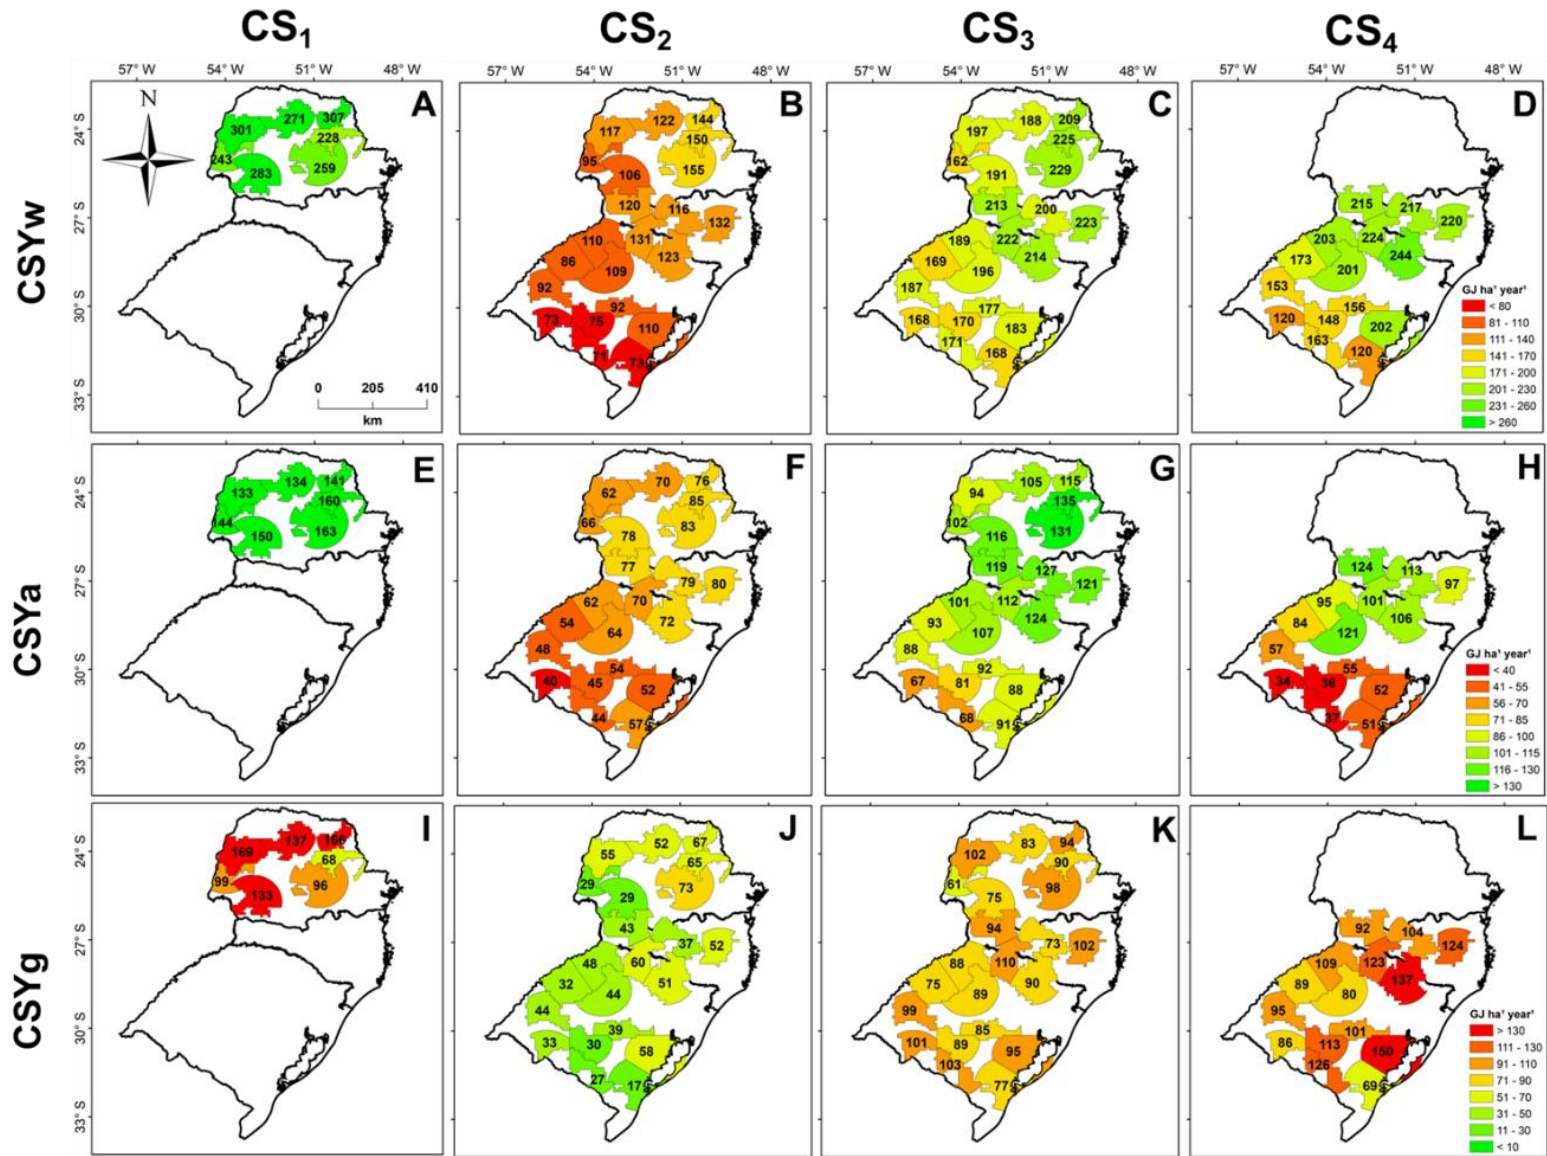 CS₁ CS₂ CS₃ CS₄
57° W 54° W 51° W 48° W 57° W 54° W 51° W 48° W 57° W 54° W 51° W 48° W 57° W 54° W 51° W 48° W
CSYw
24° S
27° S
30° S
33° S
A
N
301 271 307
228
243
283 259
0 205 410
km
B
117 122 144
150
95
106 155
120 116 132
110 131
86 109 123
92
92
73 75 110
71 73
C
197 188 209
225
162
191 229
213 200 223
189 222
169 196 214
187
177
168 170 183
171 168
D
215 217 220
203 224
173 201 244
153
156
120 148 202
163 120
GJ ha¹ year¹
< 80
81 - 110
111 - 140
141 - 170
171 - 200
201 - 230
231 - 260
> 260
CSYa
24° S
27° S
30° S
33° S
E
133 134 141
160
144
150 163
F
62 70 76
85
66
78 83
77 79 80
62 70
54 64 72
48
54
40 45 52
44 57
G
94 105 115
135
102
116 131
119 127 121
101 112
93 107 124
88
92
67 81 88
68 91
H
124 113 97
95 101
84 121 106
57
55
34 36 52
37 51
GJ ha¹ year¹
< 40
41 - 55
56 - 70
71 - 85
86 - 100
101 - 115
116 - 130
> 130
CSYg
24° S
27° S
30° S
33° S
I
169 137 166
68
99
133 96
J
55 52 67
65
29
29 73
43 37 52
48 60
32 44 51
44
39
33 30 58
27 17
K
102 83 94
90
61
75 98
94 73 102
88 110
75 89 90
99
85
101 89 95
103 77
L
92 104 124
109 123
89 80 137
95
101
86 113 150
126 69
GJ ha¹ year¹
> 130
111 - 130
91 - 110
71 - 90
51 - 70
31 - 50
11 - 30
< 10